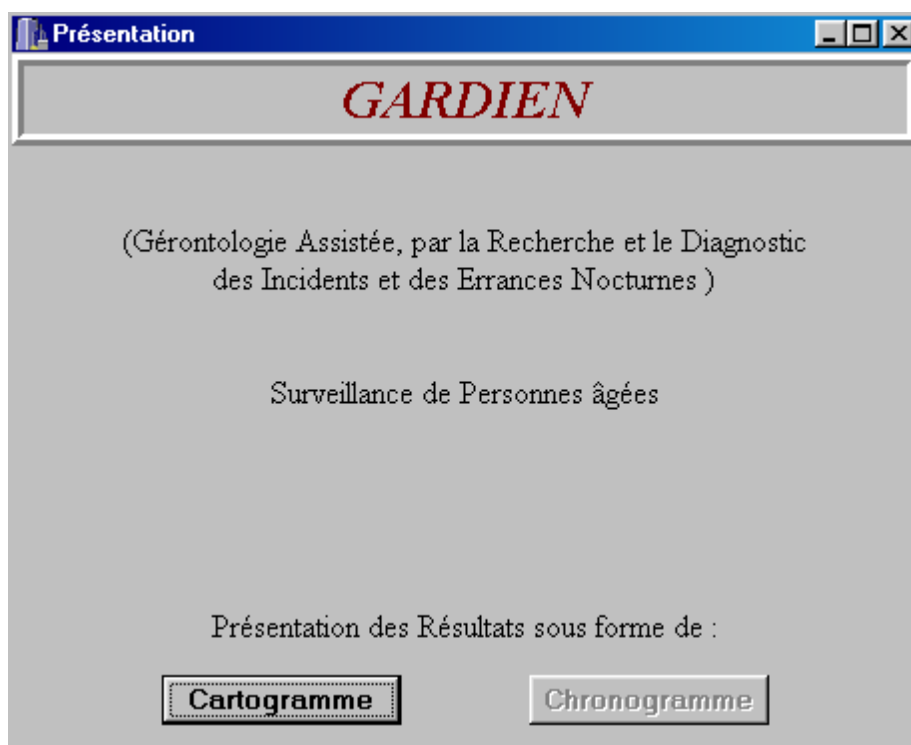 Présentation
GARDIEN
(Gérontologie Assistée, par la Recherche et le Diagnostic
des Incidents et des Errances Nocturnes )
Surveillance de Personnes âgées
Présentation des Résultats sous forme de :
Cartogramme
Chronogramme